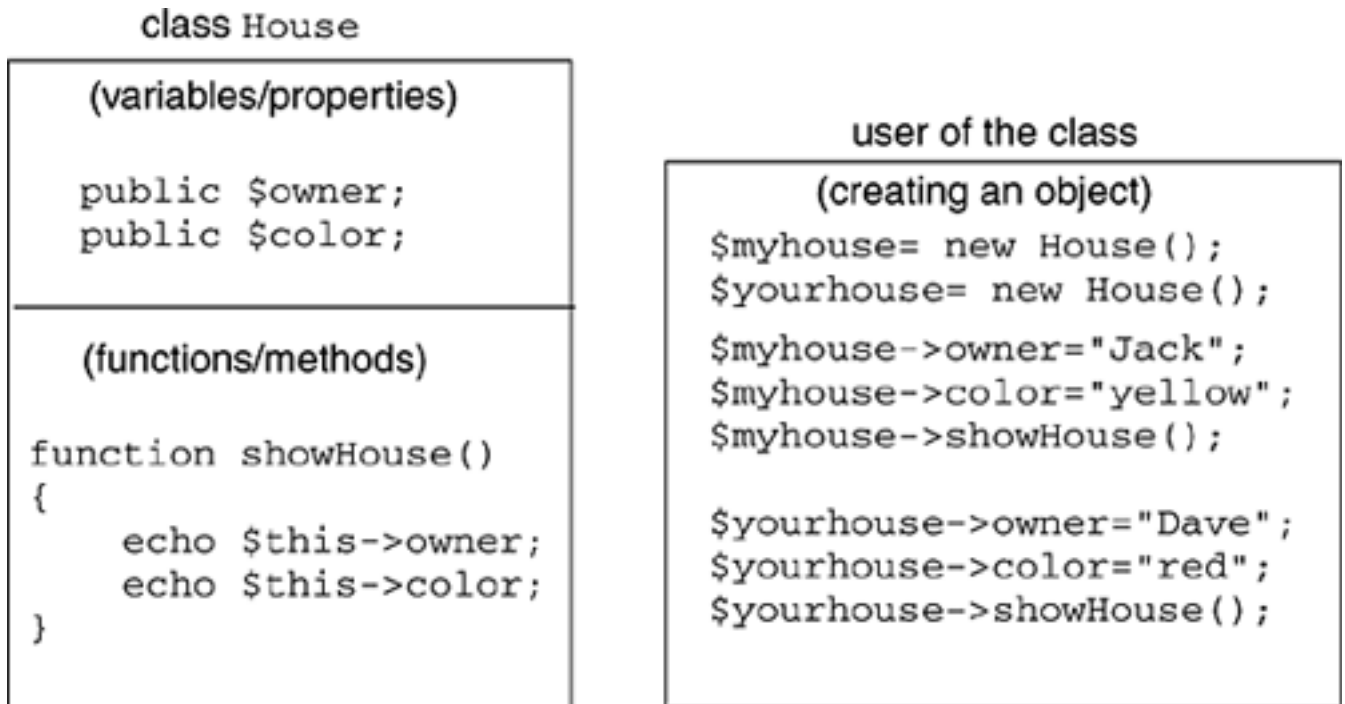 class House
(variables/properties)
public $owner;
public $color;
(functions/methods)
function showHouse()
{
echo $this->owner;
echo $this->color;
}
user of the class
(creating an object)
$myhouse= new House();
$yourhouse= new House();
$myhouse->owner="Jack";
$myhouse->color="yellow";
$myhouse->showHouse();
$yourhouse->owner="Dave";
$yourhouse->color="red";
$yourhouse->showHouse();